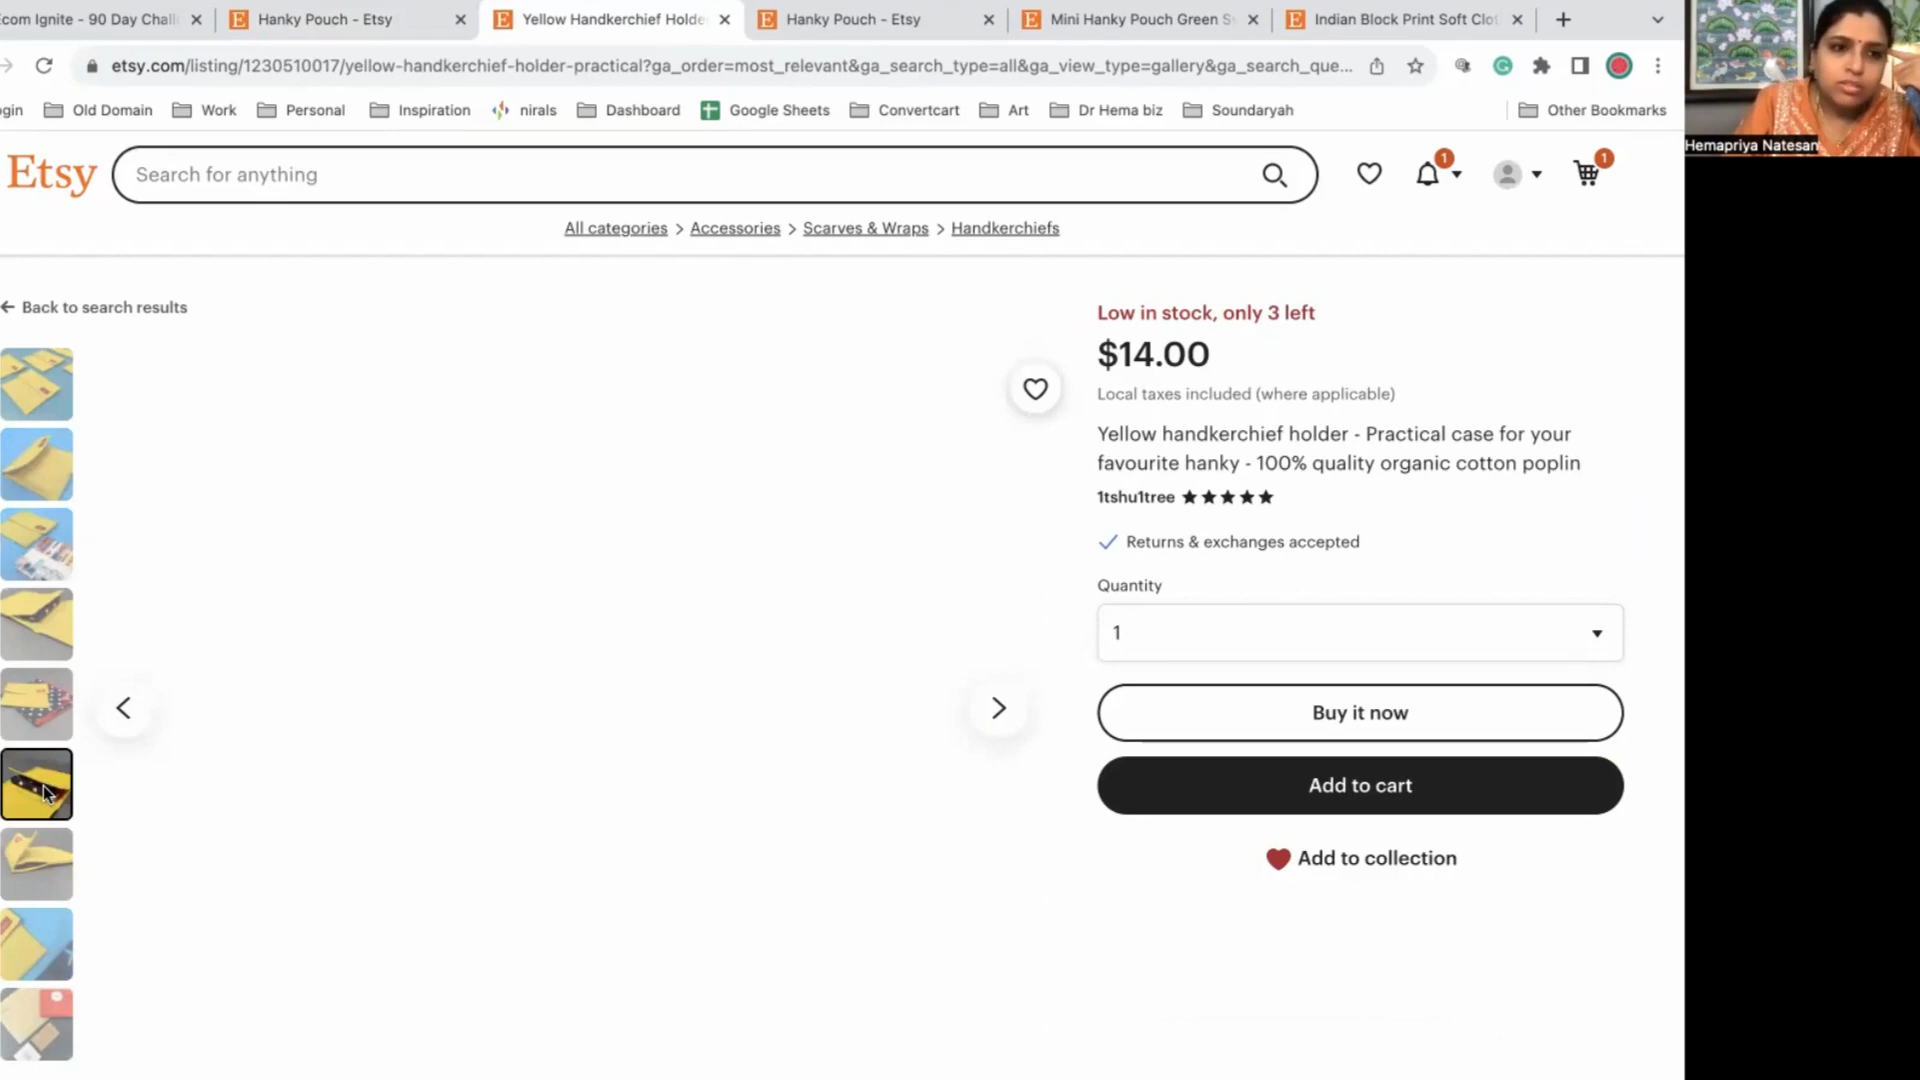 com Ignite - 90 Day Chall
Hanky Pouch - Etsy
Yellow Handkerchief Holde
Hanky Pouch - Etsy
Mini Hanky Pouch Green S
Indian Block Print Soft Clot
etsy.com/listing/1230510017/yellow-handkerchief-holder-practical?ga_order=most_relevant&ga_search_type=all&ga_view_type=gallery&ga_search_que...
gin
Old Domain
Work
Personal
Inspiration
nirals
Dashboard
Google Sheets
Convertcart
Art
Dr Hema biz
Soundaryah
Other Bookmarks
Hemapriya Natesan
Etsy
Search for anything
1
1
All categories > Accessories > Scarves & Wraps > Handkerchiefs
Back to search results
Low in stock, only 3 left
$14.00
Local taxes included (where applicable)
Yellow handkerchief holder - Practical case for your
favourite hanky - 100% quality organic cotton poplin
1tshu1tree
Returns & exchanges accepted
Quantity
1
Buy it now
Add to cart
Add to collection